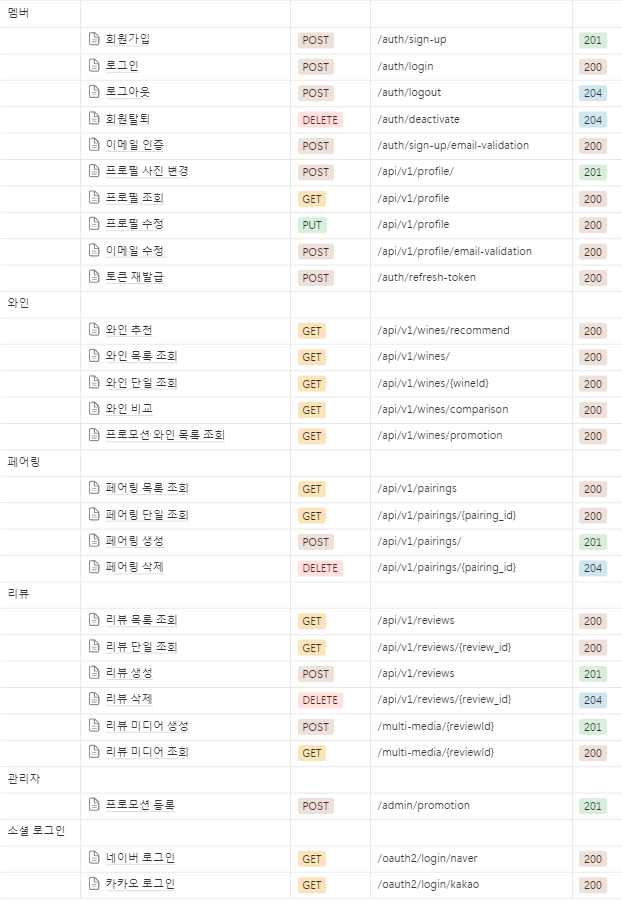 멤버
회원가입 POST /auth/sign-up 201
로그인 POST /auth/login 200
로그아웃 POST /auth/logout 204
회원탈퇴 DELETE /auth/deactivate 204
이메일 인증 POST /auth/sign-up/email-validation 200
프로필 사진 변경 POST /api/v1/profile/ 201
프로필 조회 GET /api/v1/profile 200
프로필 수정 PUT /api/v1/profile 200
이메일 수정 POST /api/v1/profile/email-validation 200
토큰 재발급 POST /auth/refresh-token 200
와인
와인 추천 GET /api/v1/wines/recommend 200
와인 목록 조회 GET /api/v1/wines/ 200
와인 단일 조회 GET /api/v1/wines/{wineId} 200
와인 비교 GET /api/v1/wines/comparison 200
프로모션 와인 목록 조회 GET /api/v1/wines/promotion 200
페어링
페어링 목록 조회 GET /api/v1/pairings 200
페어링 단일 조회 GET /api/v1/pairings/{pairing_id} 200
페어링 생성 POST /api/v1/pairings/ 201
페어링 삭제 DELETE /api/v1/pairings/{pairing_id} 204
리뷰
리뷰 목록 조회 GET /api/v1/reviews 200
리뷰 단일 조회 GET /api/v1/reviews/{review_id} 200
리뷰 생성 POST /api/v1/reviews 201
리뷰 삭제 DELETE /api/v1/reviews/{review_id} 204
리뷰 미디어 생성 POST /multi-media/{reviewId} 201
리뷰 미디어 조회 GET /multi-media/{reviewId} 200
관리자
프로모션 등록 POST /admin/promotion 201
소셜 로그인
네이버 로그인 GET /oauth2/login/naver 200
카카오 로그인 GET /oauth2/login/kakao 200